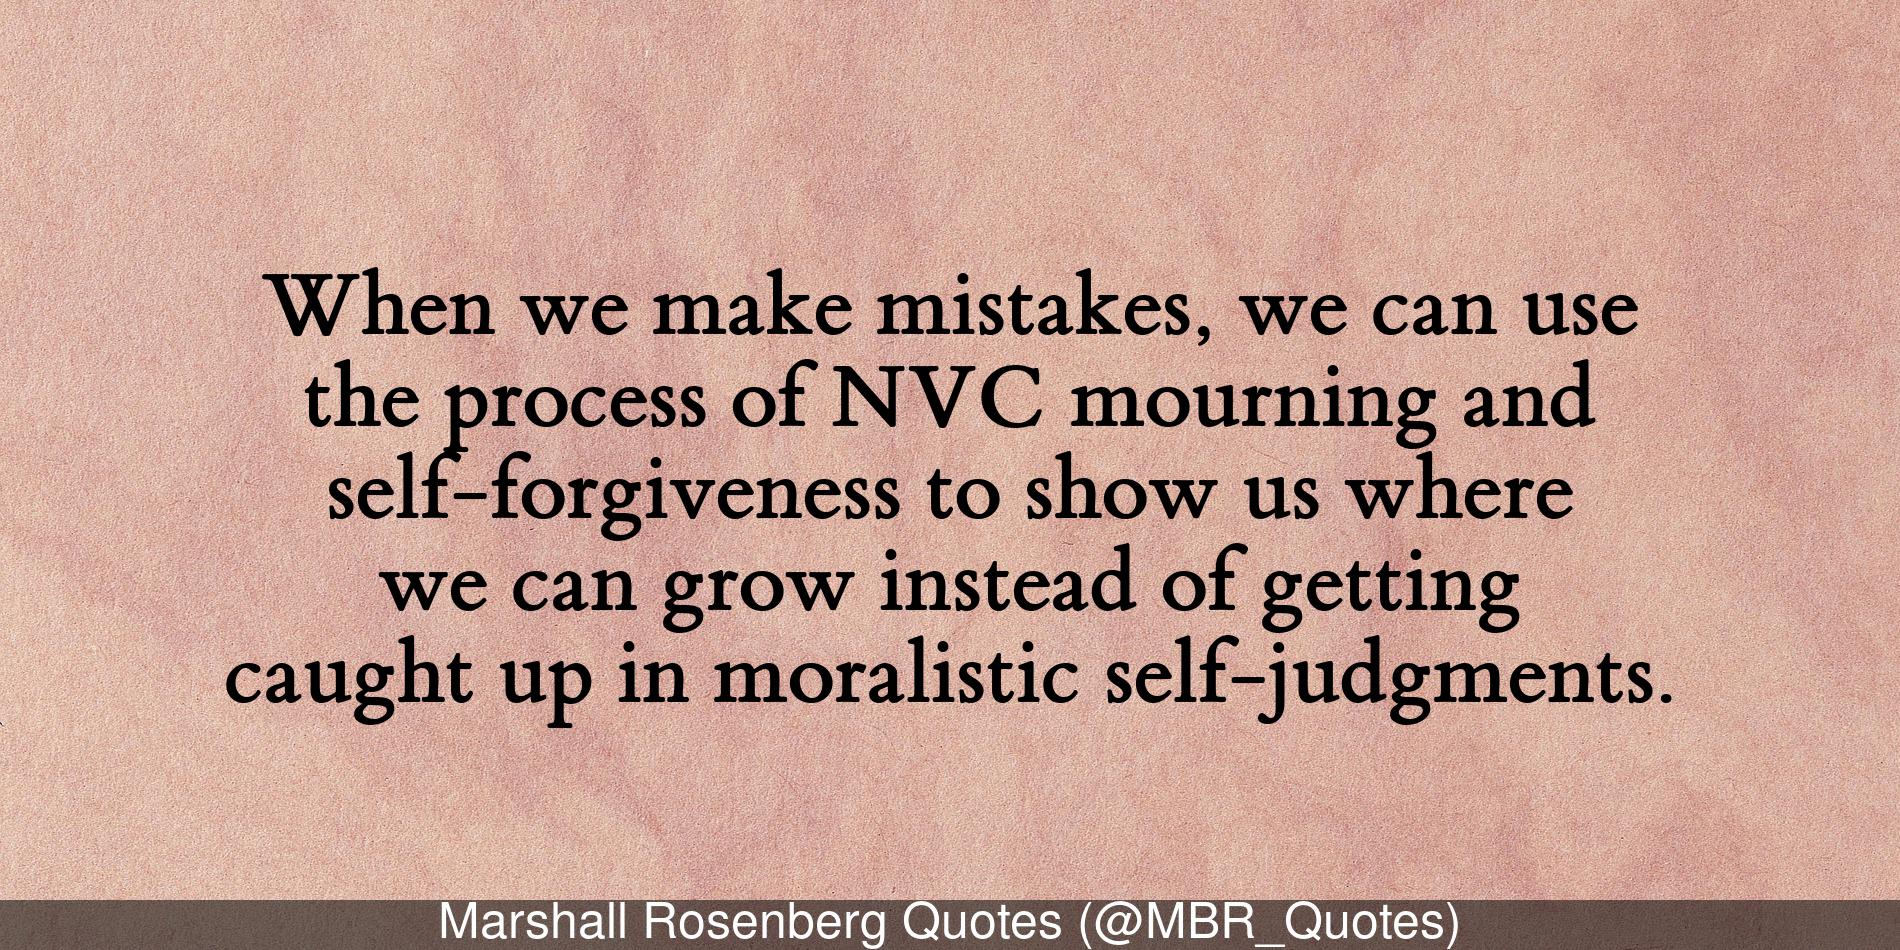 When we make mistakes, we can use
the process of NVC mourning and
self-forgiveness to show us where
we can grow instead of getting
caught up in moralistic self-judgments.
Marshall Rosenberg Quotes (@MBR_Quotes)